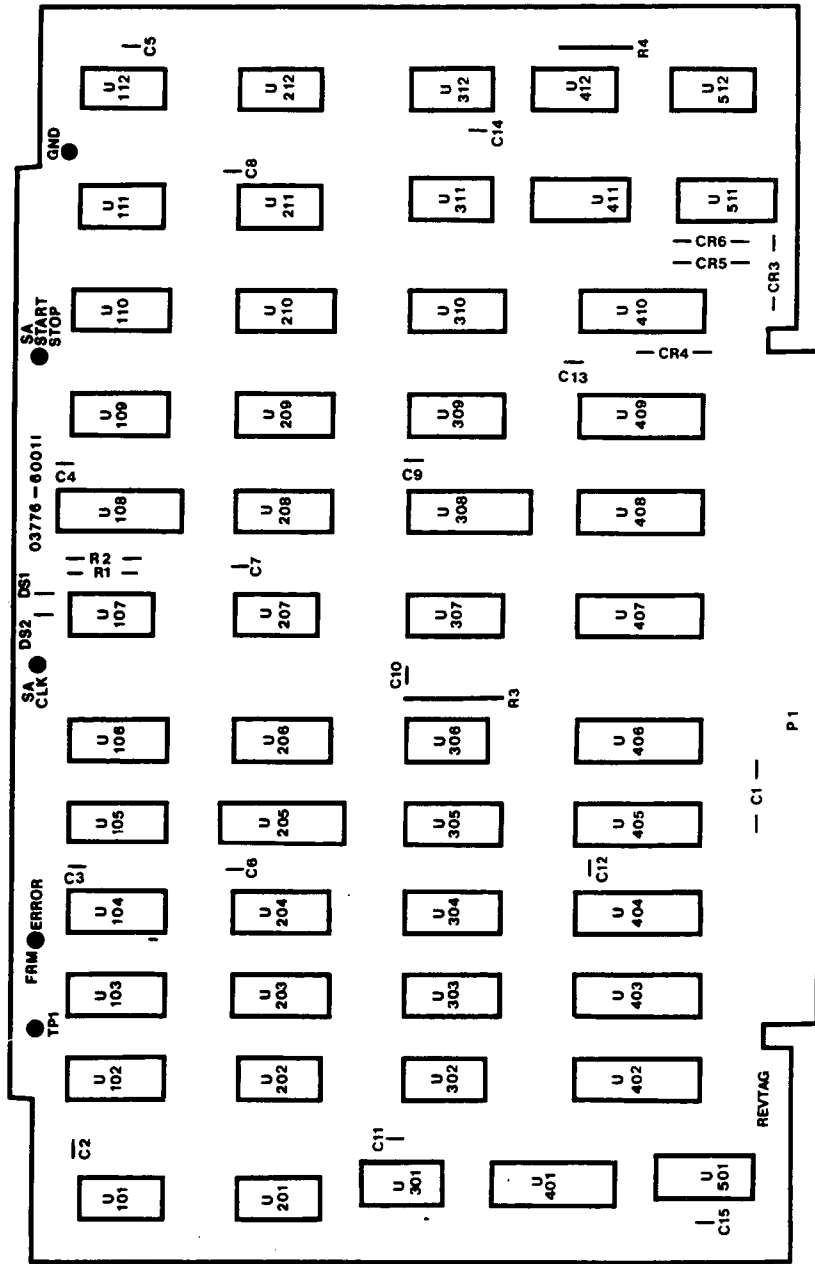 TP1
FRM ERROR
SA
CLK
DS2
DS1
03776-60011
SA
START
STOP
GND
C2
C3
R1
R2
C4
C5
U 101
U 102
U 103
U 104
U 105
U 106
U 107
U 108
U 109
U 110
U 111
U 112
C6
C7
C8
U 201
U 202
U 203
U 204
U 205
U 206
U 207
U 208
U 209
U 210
U 211
U 212
C11
C10
C9
C14
U 301
U 302
U 303
U 304
U 305
U 306
R3
U 307
U 308
U 309
U 310
U 311
U 312
C12
C13
R4
U 401
U 402
U 403
U 404
U 405
U 406
U 407
U 408
U 409
U 410
U 411
U 412
C15
U 501
CR4
CR5
CR6
U 511
U 512
REVTAG
C1
CR3
P1